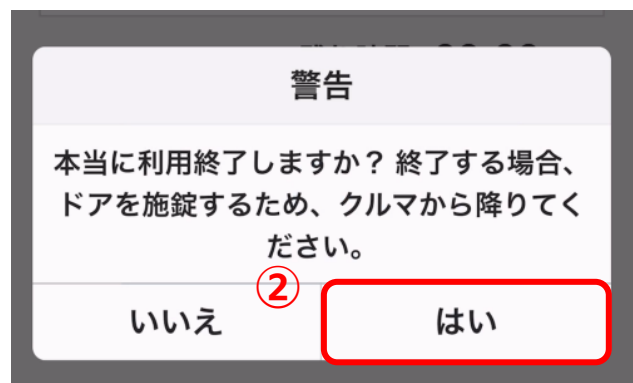 警告
本当に利用終了しますか？ 終了する場合、
ドアを施錠するため、クルマから降りてく
ださい。
②
いいえ
はい